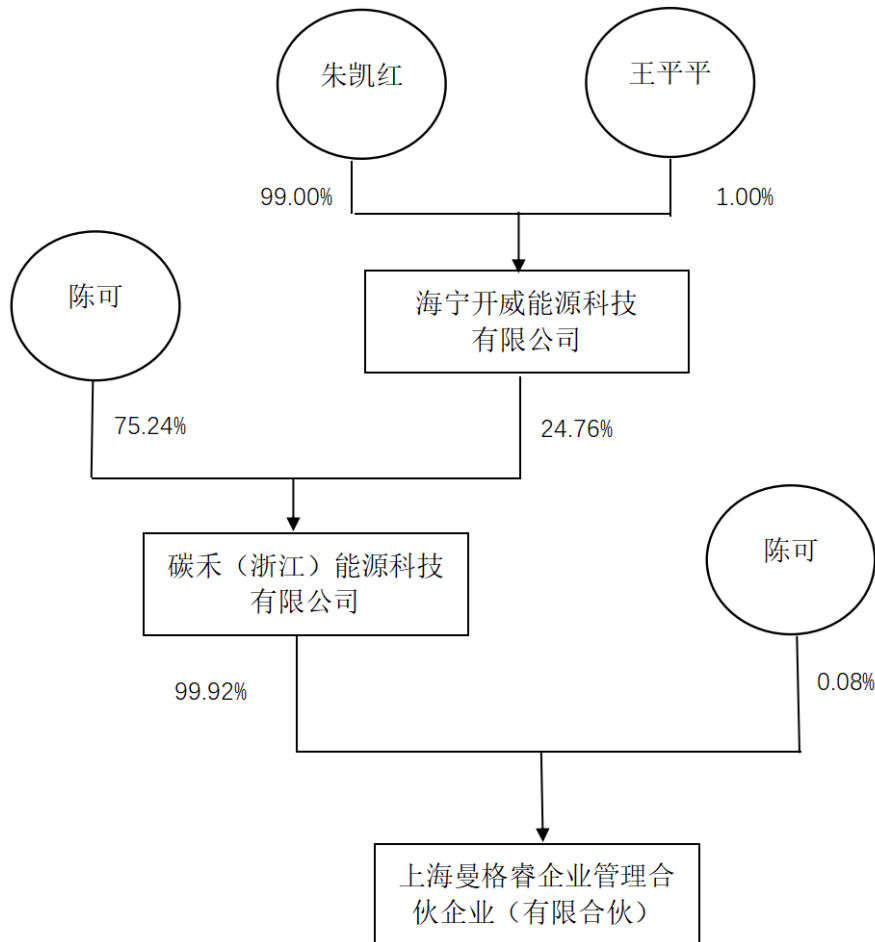 朱凯红
王平平
99.00%
1.00%
陈可
海宁开威能源科技
有限公司
75.24%
24.76%
陈可
碳禾（浙江）能源科技
有限公司
99.92%
0.08%
上海曼格睿企业管理合
伙企业（有限合伙）